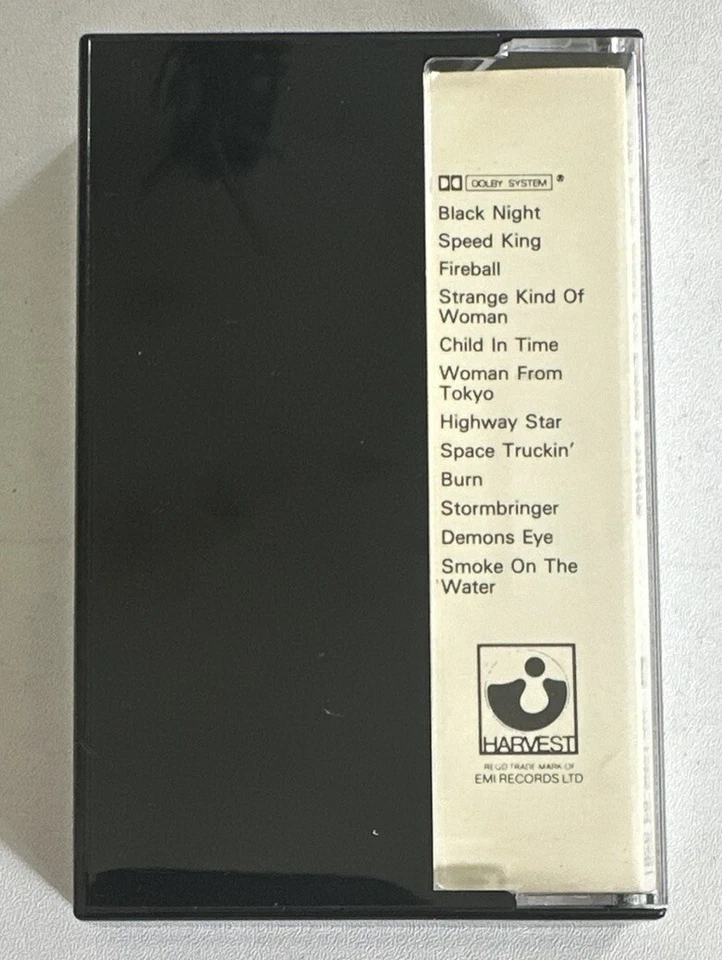 DOLBY SYSTEM ®
Black Night
Speed King
Fireball
Strange Kind Of
Woman
Child In Time
Woman From
Tokyo
Highway Star
Space Truckin'
Burn
Stormbringer
Demons Eye
Smoke On The
Water
HARVEST
REGD TRADE MARK OF
EMI RECORDS LTD